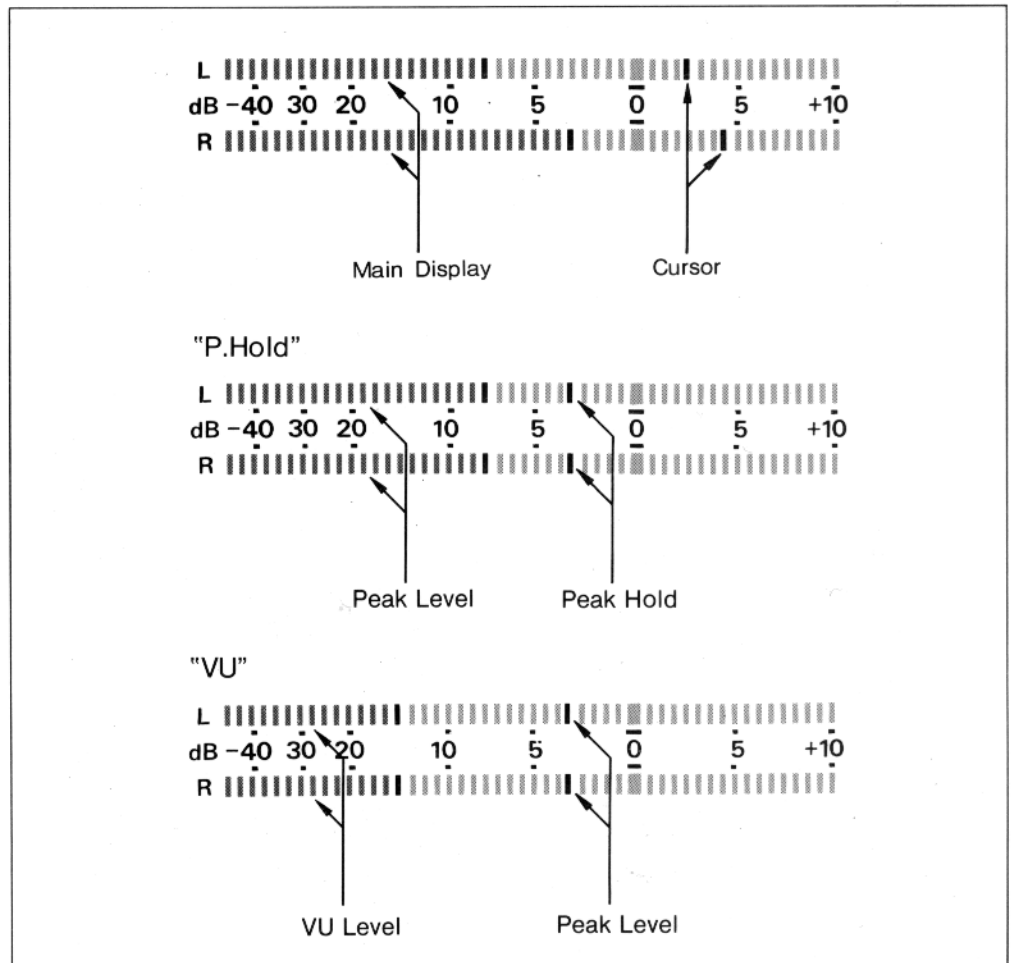 L
dB −40 30 20 10 5 0 5 +10
R
Main Display Cursor
"P.Hold"
L
dB −40 30 20 10 5 0 5 +10
R
Peak Level Peak Hold
"VU"
L
dB −40 30 20 10 5 0 5 +10
R
VU Level Peak Level